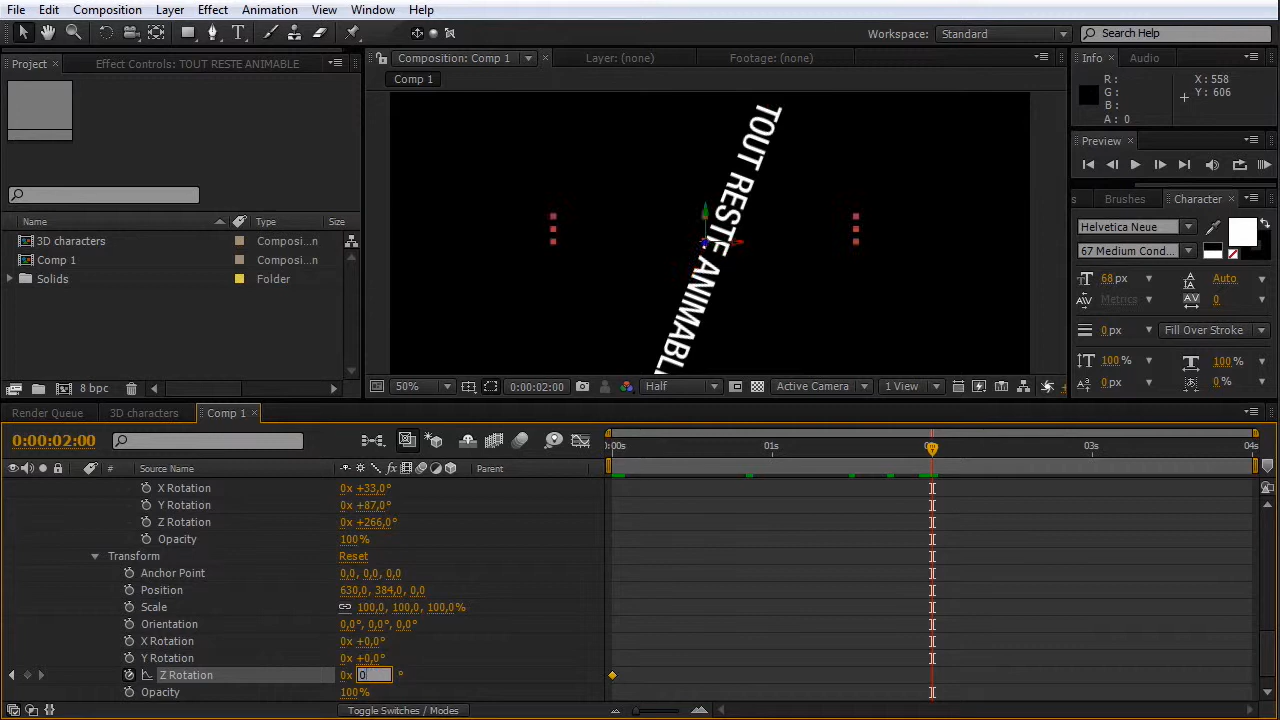 File Edit Composition Layer Effect Animation View Window Help
Workspace: Standard Search Help
Project Effect Controls: TOUT RESTE ANIMABLE
Composition: Comp 1 Layer: (none) Footage: (none)
Info Audio
Comp 1
R: X: 558
G: Y: 606
B:
A: 0
Preview
Brushes Character
Helvetica Neue
67 Medium Cond...
68 px Auto
Metrics 0
0 px Fill Over Stroke
100 % 100 %
0 px 0 %
Name Type Size
3D characters Composi...n
Comp 1 Composi...n
Solids Folder
TOUT RESTE ANIMABL
8 bpc
50% 0:00:02:00 Half Active Camera 1 View
Render Queue 3D characters Comp 1
0:00:02:00
:00s 01s 03s 04s
# Source Name Parent
X Rotation 0x +33,0°
Y Rotation 0x +87,0°
Z Rotation 0x +266,0°
Opacity 100%
Transform Reset
Anchor Point 0,0, 0,0, 0,0
Position 630,0, 384,0, 0,0
Scale 100,0, 100,0, 100,0%
Orientation 0,0°, 0,0°, 0,0°
X Rotation 0x +0,0°
Y Rotation 0x +0,0°
Z Rotation 0x 0 °
Opacity 100%
Toggle Switches / Modes